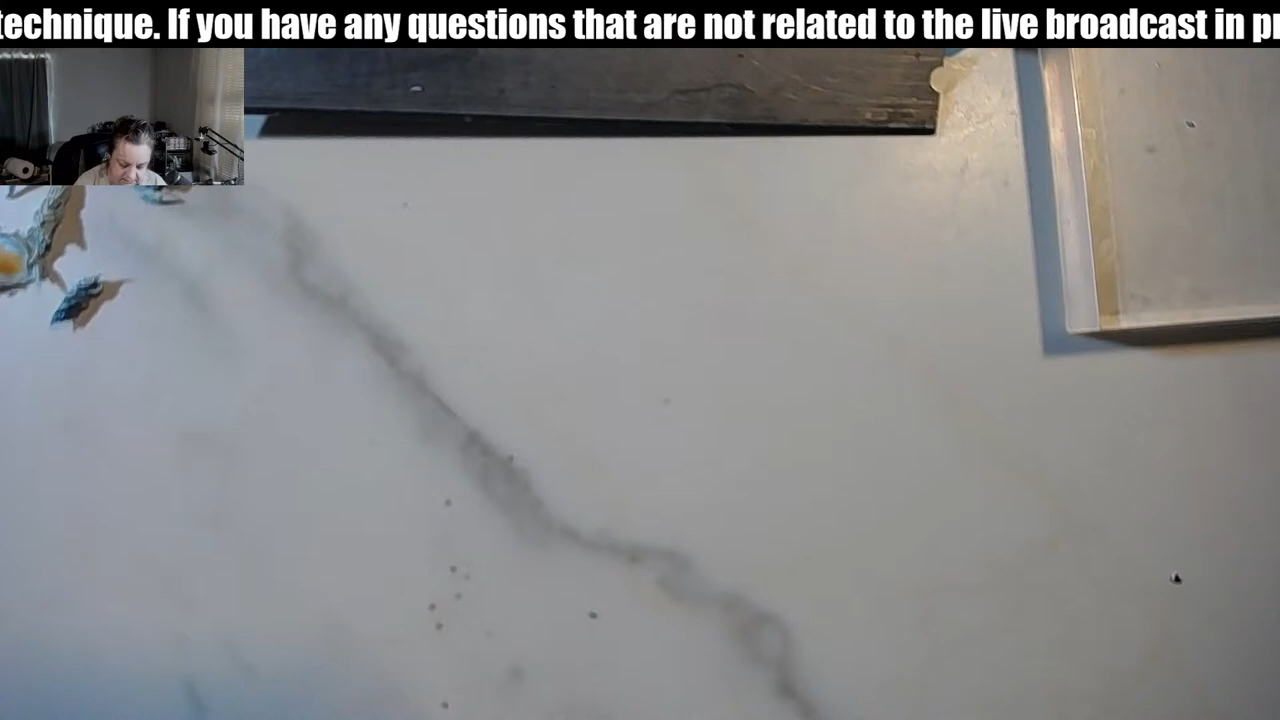 technique. If you have any questions that are not related to the live broadcast in